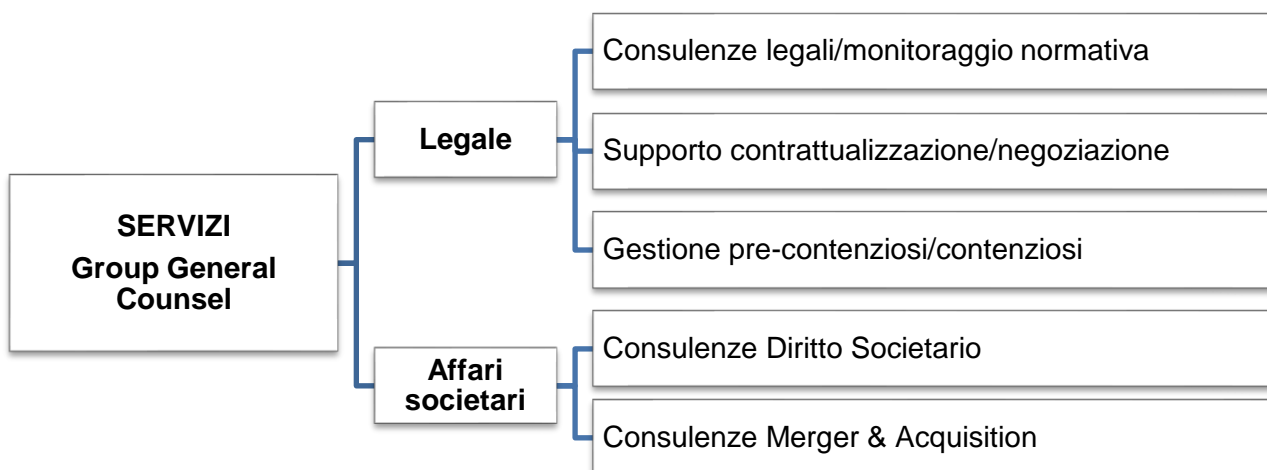 SERVIZI
Group General
Counsel
Legale
Consulenze legali/monitoraggio normativa
Supporto contrattualizzazione/negoziazione
Gestione pre-contenziosi/contenziosi
Affari
societari
Consulenze Diritto Societario
Consulenze Merger & Acquisition